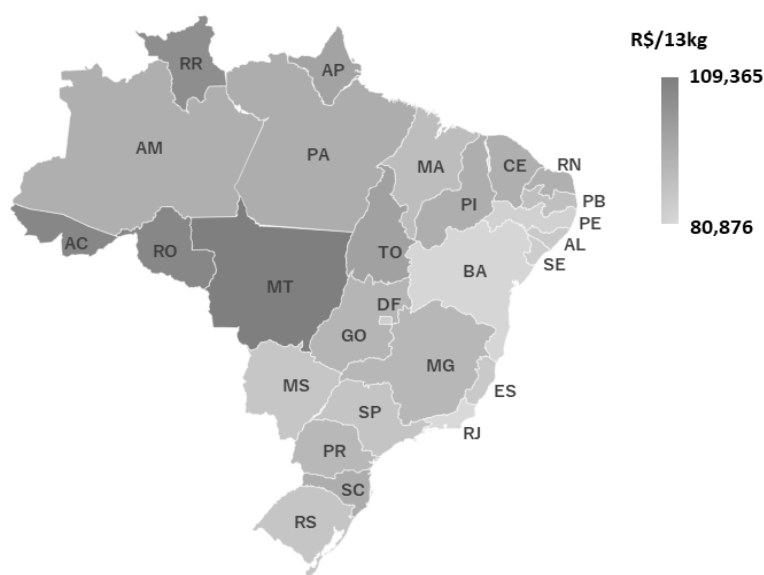 R$/13kg
109,365
80,876
RR
AP
AM
PA
MA
CE
RN
PI
PB
PE
AL
SE
AC
RO
TO
BA
MT
DF
GO
MG
MS
ES
SP
RJ
PR
SC
RS